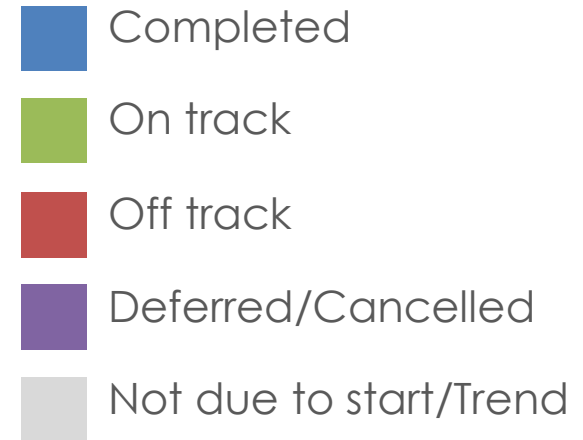 Completed
On track
Off track
Deferred/Cancelled
Not due to start/Trend